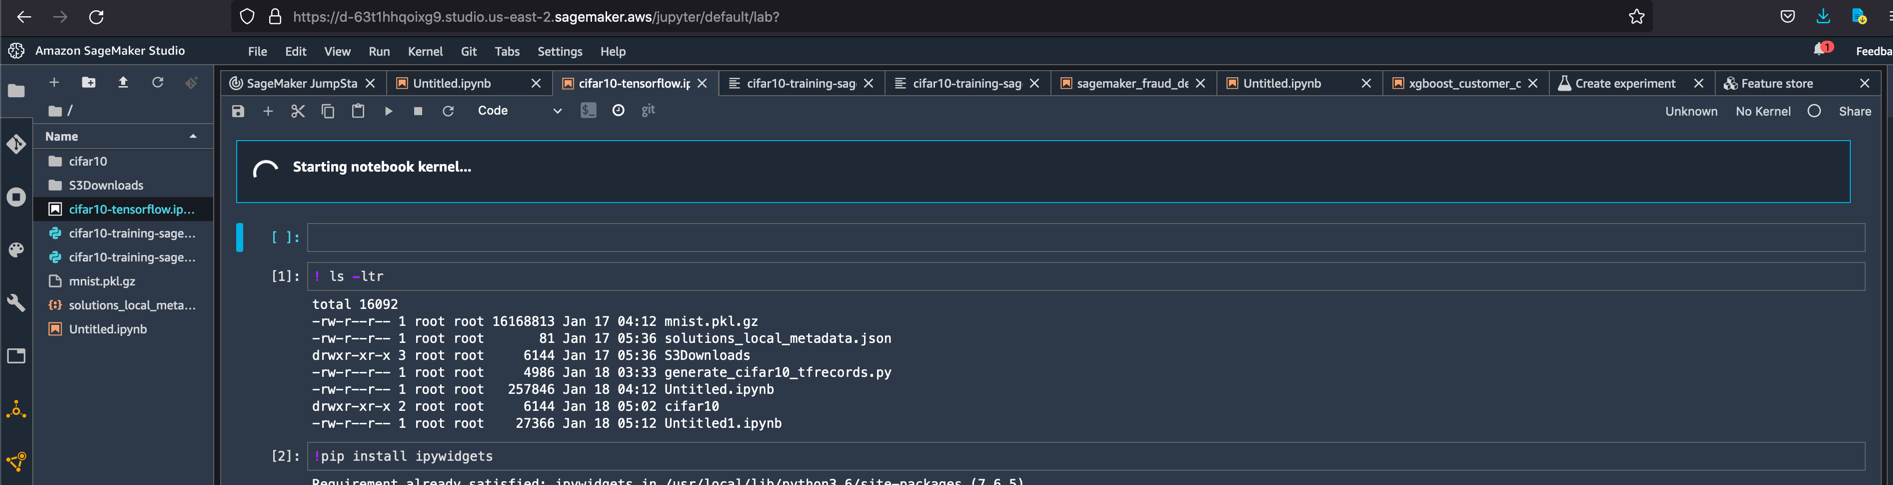 https://d-63t1hhqoixg9.studio.us-east-2.sagemaker.aws/jupyter/default/lab?
Amazon SageMaker Studio
File Edit View Run Kernel Git Tabs Settings Help
1
Feedba
SageMaker JumpSta
Untitled.ipynb
cifar10-tensorflow.ip
cifar10-training-sag
cifar10-training-sag
sagemaker_fraud_de
Untitled.ipynb
xgboost_customer_c
Create experiment
Feature store
Code
git
Unknown
No Kernel
Share
/
Name
cifar10
S3Downloads
cifar10-tensorflow.ip...
cifar10-training-sage...
cifar10-training-sage...
mnist.pkl.gz
solutions_local_meta...
Untitled.ipynb
Starting notebook kernel...
[ ]:
[1]: ! ls -ltr
total 16092
-rw-r--r-- 1 root root 16168813 Jan 17 04:12 mnist.pkl.gz
-rw-r--r-- 1 root root 81 Jan 17 05:36 solutions_local_metadata.json
drwxr-xr-x 3 root root 6144 Jan 17 05:36 S3Downloads
-rw-r--r-- 1 root root 4986 Jan 18 03:33 generate_cifar10_tfrecords.py
-rw-r--r-- 1 root root 257846 Jan 18 04:12 Untitled.ipynb
drwxr-xr-x 2 root root 6144 Jan 18 05:02 cifar10
-rw-r--r-- 1 root root 27366 Jan 18 05:12 Untitled1.ipynb
[2]: !pip install ipywidgets
Requirement already satisfied: ipywidgets in /usr/local/lib/python3.6/site-packages (7.6.5)